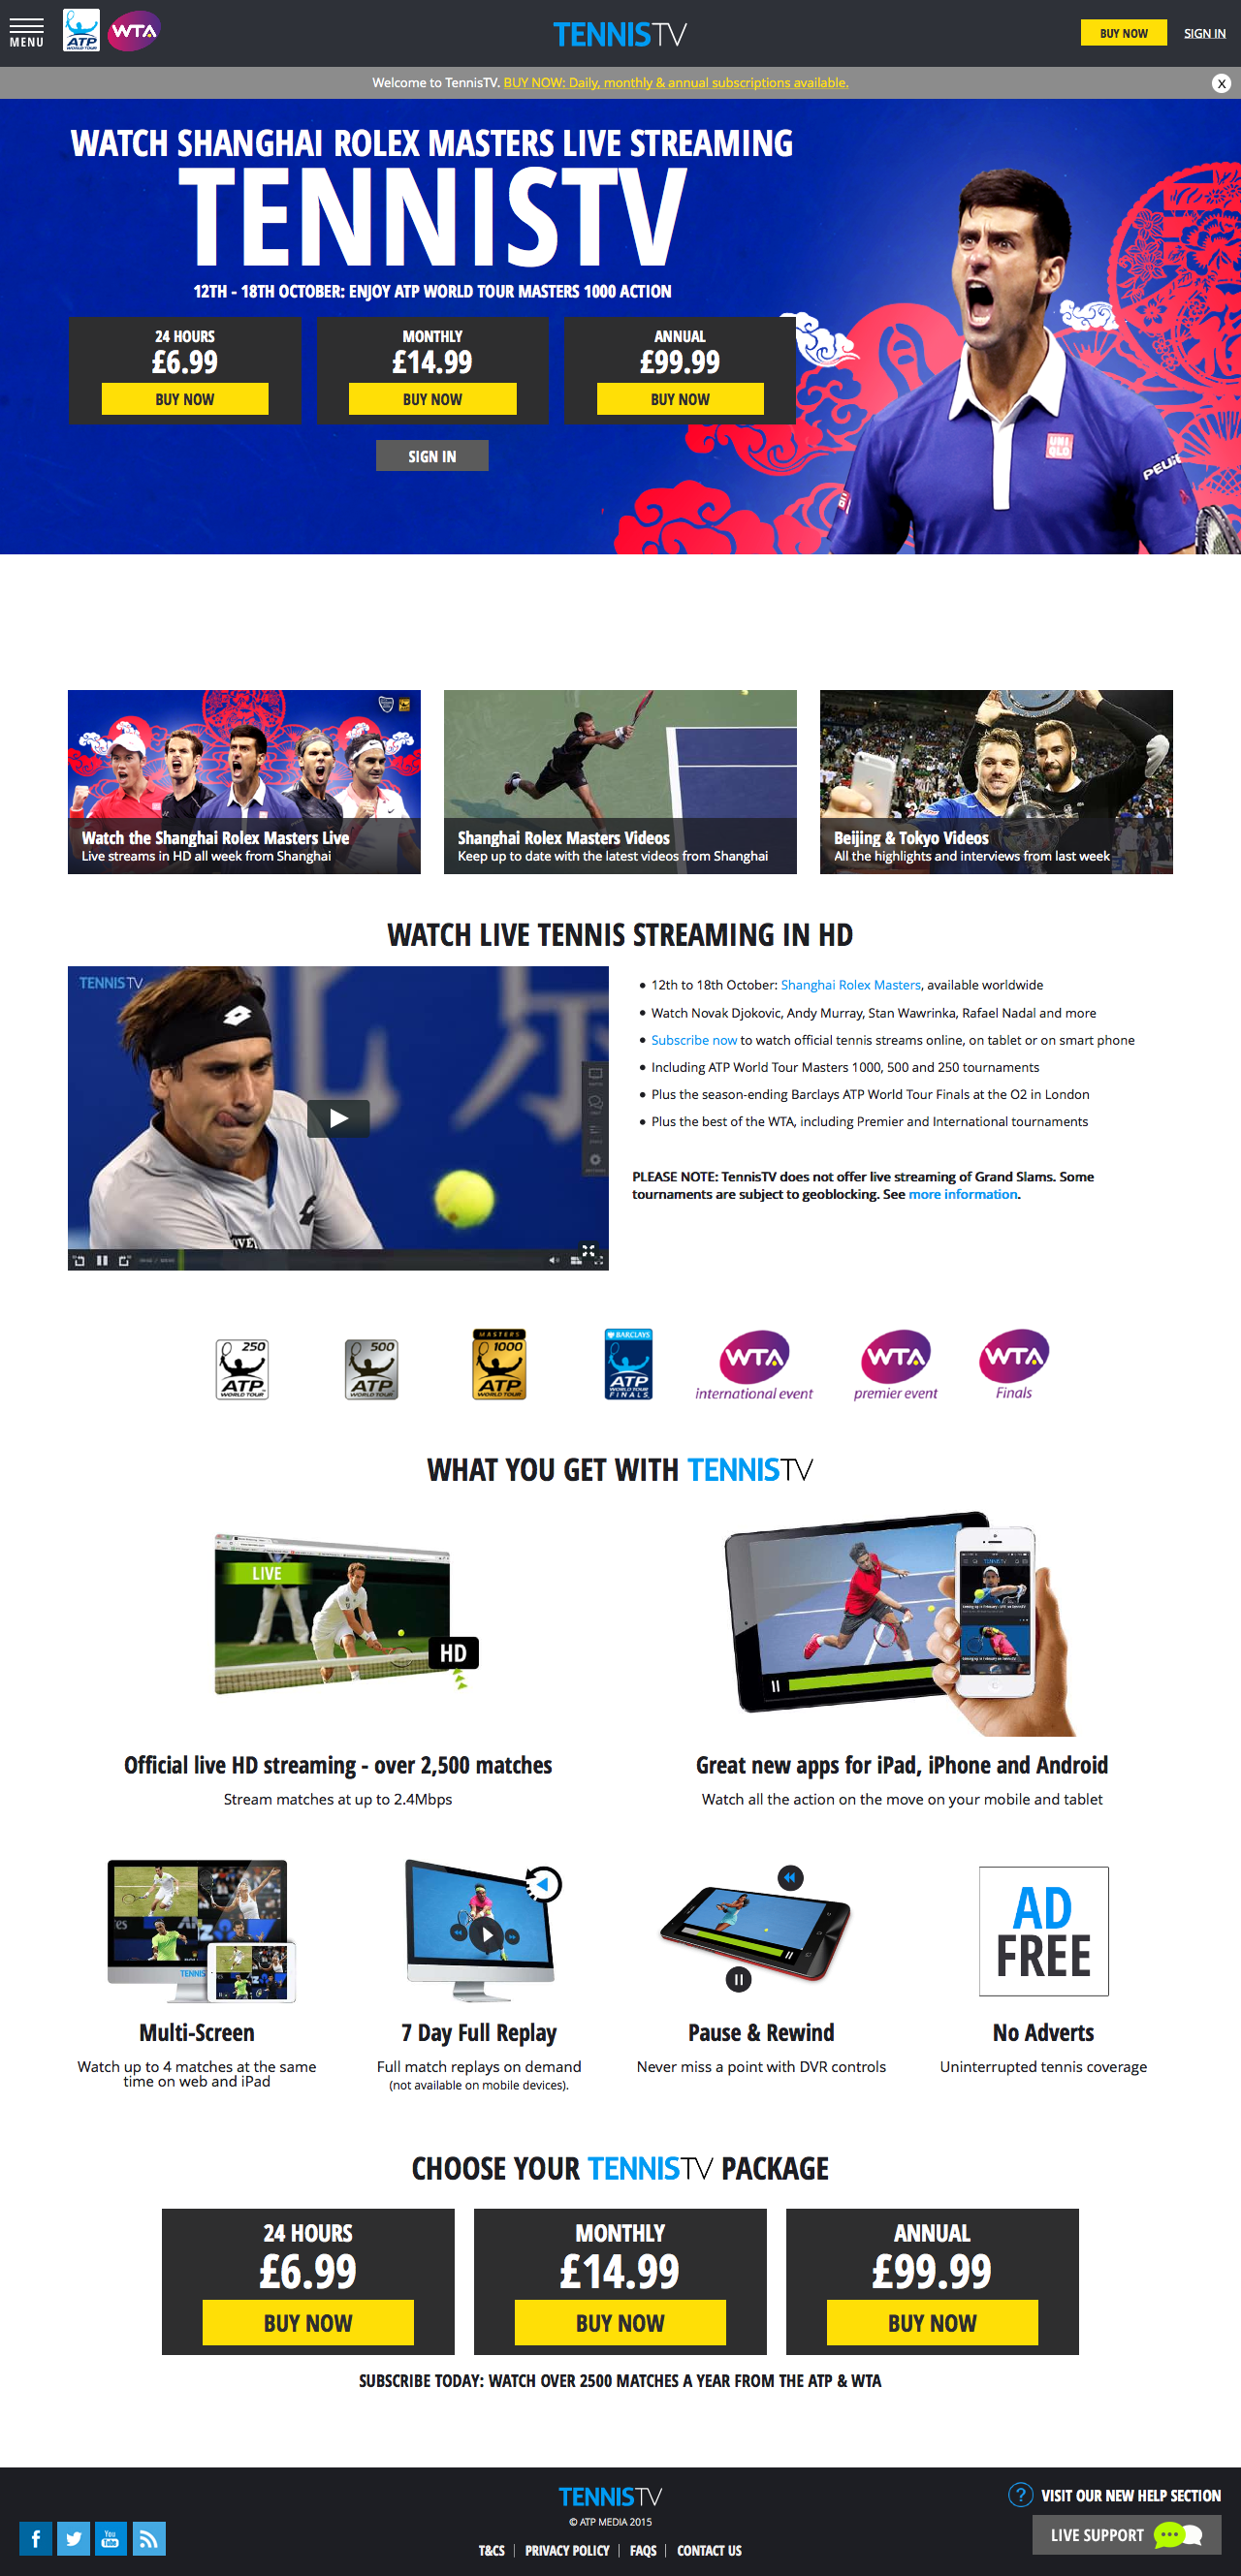 MENU
ATP
WORLD TOUR
WTA
TENNISTV
BUY NOW
SIGN IN
Welcome to TennisTV. BUY NOW: Daily, monthly & annual subscriptions available.
X
WATCH SHANGHAI ROLEX MASTERS LIVE STREAMING
TENNISTV
12TH - 18TH OCTOBER: ENJOY ATP WORLD TOUR MASTERS 1000 ACTION
24 HOURS
£6.99
BUY NOW
MONTHLY
£14.99
BUY NOW
ANNUAL
£99.99
BUY NOW
SIGN IN
UNI
QLO
PEUGEOT
Watch the Shanghai Rolex Masters Live
Live streams in HD all week from Shanghai
Shanghai Rolex Masters Videos
Keep up to date with the latest videos from Shanghai
Beijing & Tokyo Videos
All the highlights and interviews from last week
WATCH LIVE TENNIS STREAMING IN HD
TENNISTV
12th to 18th October: Shanghai Rolex Masters, available worldwide
Watch Novak Djokovic, Andy Murray, Stan Wawrinka, Rafael Nadal and more
Subscribe now to watch official tennis streams online, on tablet or on smart phone
Including ATP World Tour Masters 1000, 500 and 250 tournaments
Plus the season-ending Barclays ATP World Tour Finals at the O2 in London
Plus the best of the WTA, including Premier and International tournaments
PLEASE NOTE: TennisTV does not offer live streaming of Grand Slams. Some
tournaments are subject to geoblocking. See more information.
250
ATP
WORLD TOUR
500
ATP
WORLD TOUR
MASTERS
1000
ATP
WORLD TOUR
BARCLAYS
ATP
WORLD TOUR
FINALS
WTA
international event
WTA
premier event
WTA
Finals
WHAT YOU GET WITH TENNISTV
LIVE
HD
TENNISTV
Official live HD streaming - over 2,500 matches
Stream matches at up to 2.4Mbps
Great new apps for iPad, iPhone and Android
Watch all the action on the move on your mobile and tablet
TENNIS
AD
FREE
Multi-Screen
Watch up to 4 matches at the same
time on web and iPad
7 Day Full Replay
Full match replays on demand
(not available on mobile devices).
Pause & Rewind
Never miss a point with DVR controls
No Adverts
Uninterrupted tennis coverage
CHOOSE YOUR TENNISTV PACKAGE
24 HOURS
£6.99
BUY NOW
MONTHLY
£14.99
BUY NOW
ANNUAL
£99.99
BUY NOW
SUBSCRIBE TODAY: WATCH OVER 2500 MATCHES A YEAR FROM THE ATP & WTA
TENNISTV
© ATP MEDIA 2015
T&CS | PRIVACY POLICY | FAQS | CONTACT US
You
Tube
? VISIT OUR NEW HELP SECTION
LIVE SUPPORT